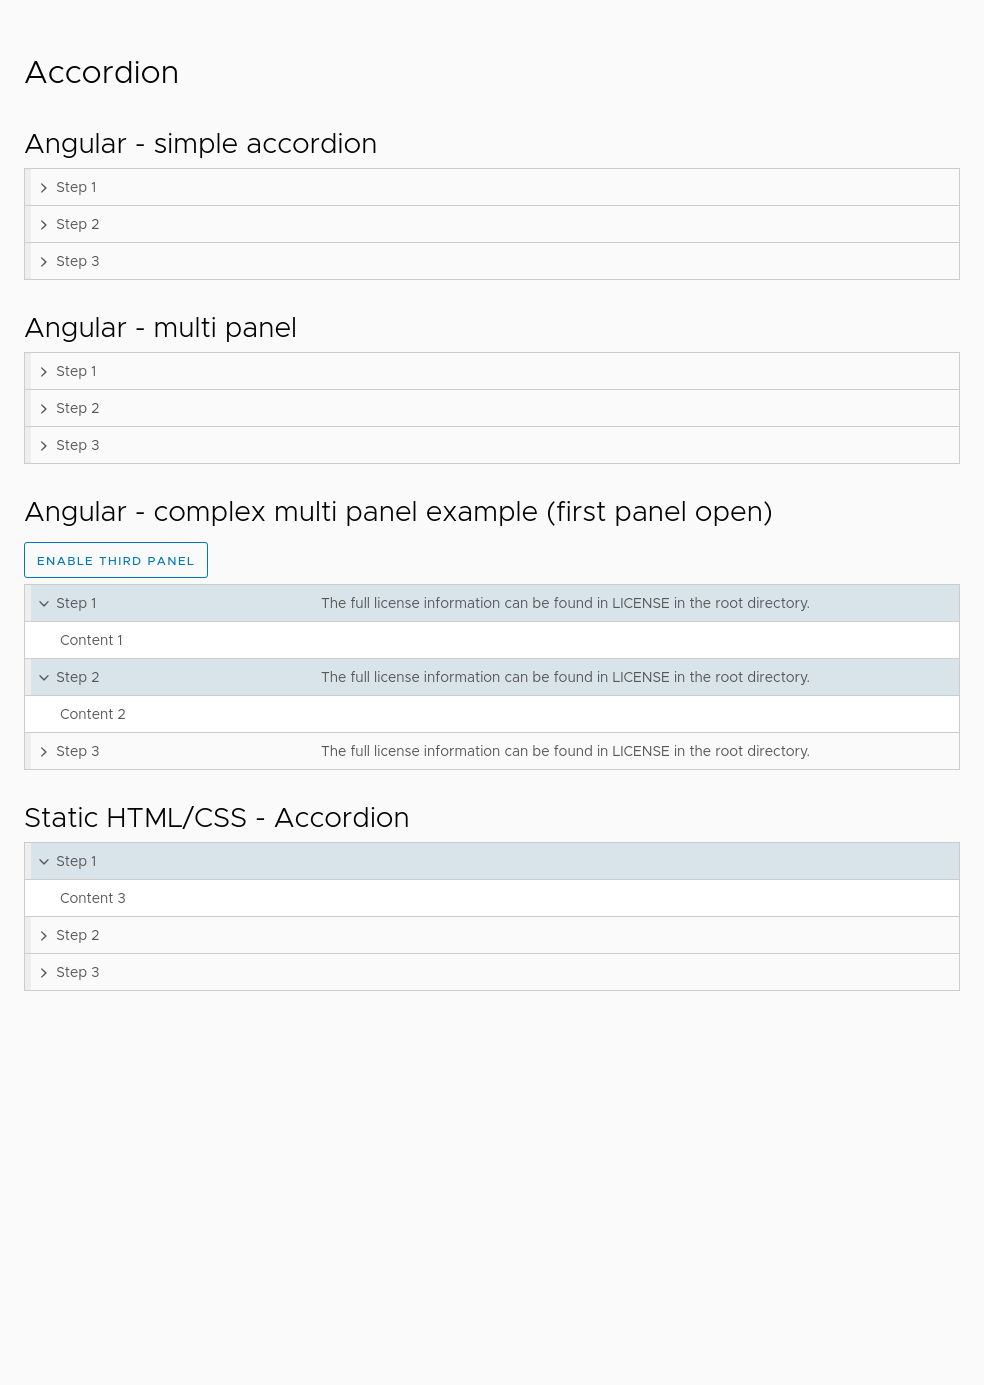 Accordion
Angular - simple accordion
Step 1
Step 2
Step 3
Angular - multi panel
Step 1
Step 2
Step 3
Angular - complex multi panel example (first panel open)
ENABLE THIRD PANEL
Step 1 The full license information can be found in LICENSE in the root directory.
Content 1
Step 2 The full license information can be found in LICENSE in the root directory.
Content 2
Step 3 The full license information can be found in LICENSE in the root directory.
Static HTML/CSS - Accordion
Step 1
Content 3
Step 2
Step 3